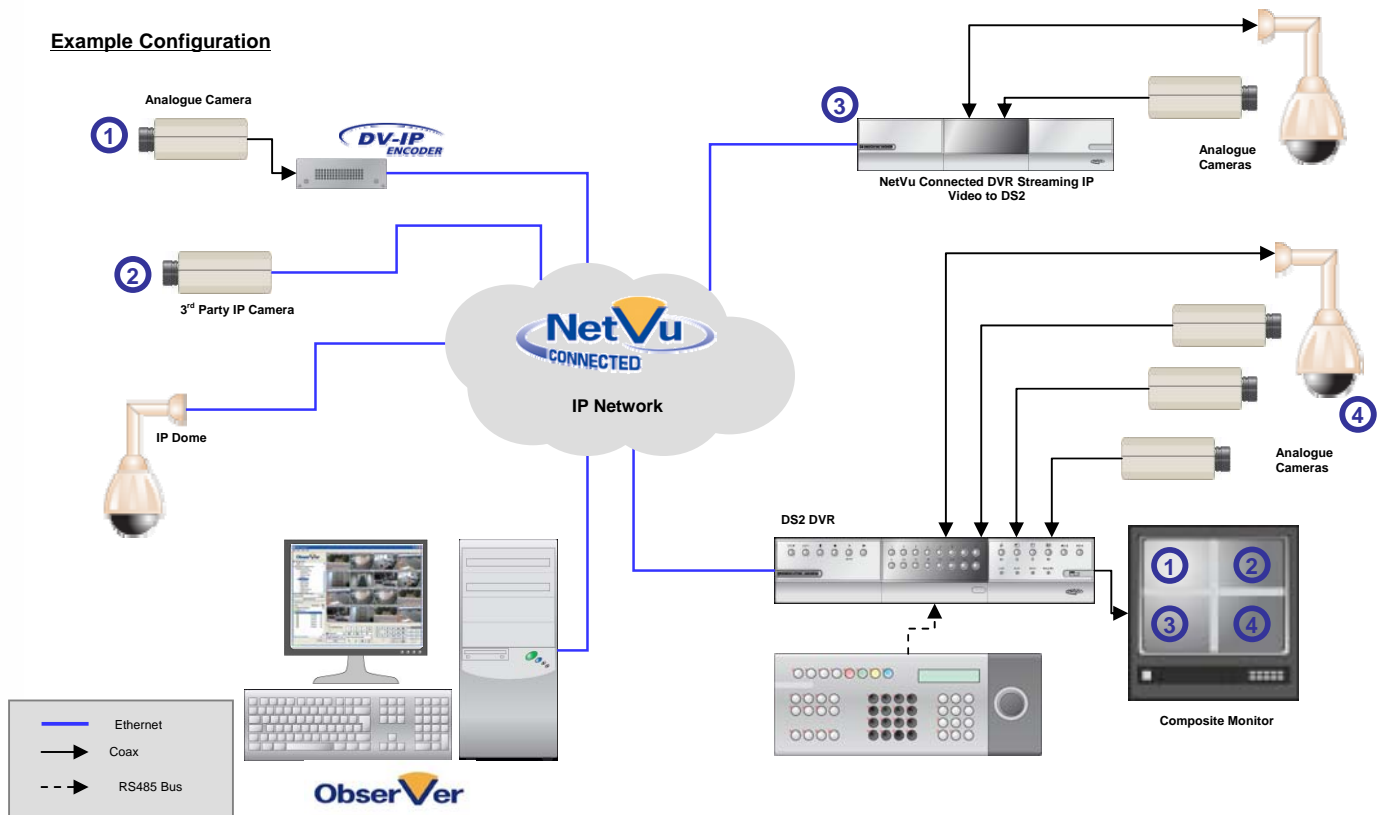 Example Configuration
Analogue Camera
1
DV-IP
ENCODER
3
NetVu Connected DVR Streaming IP
Video to DS2
Analogue
Cameras
2
3rd Party IP Camera
NetVu
CONNECTED
IP Network
IP Dome
4
Analogue
Cameras
DS2 DVR
1
2
3
4
Composite Monitor
Observer
Ethernet
Coax
RS485 Bus